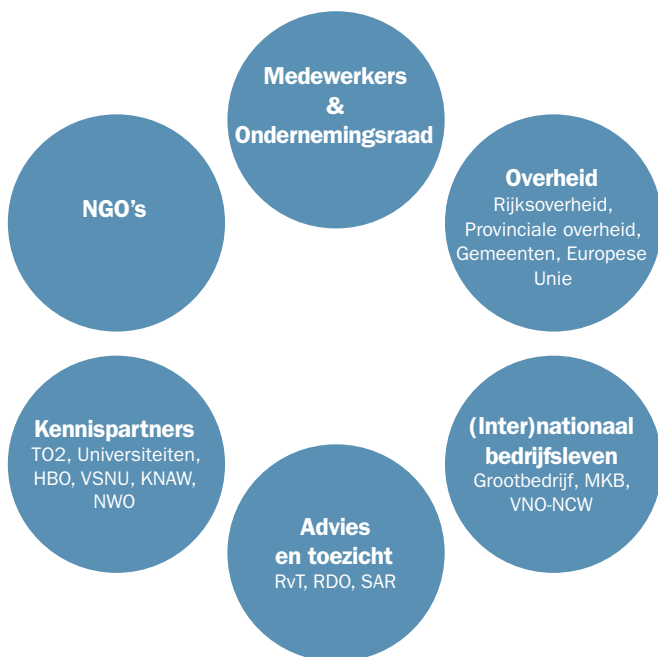 Medewerkers
&
Ondernemingsraad
Overheid
Rijksoverheid,
Provinciale overheid,
Gemeenten, Europese
Unie
(Inter)nationaal
bedrijfsleven
Grootbedrijf, MKB,
VNO-NCW
Advies
en toezicht
RvT, RDO, SAR
Kennispartners
TO2, Universiteiten,
HBO, VSNU, KNAW,
NWO
NGO's